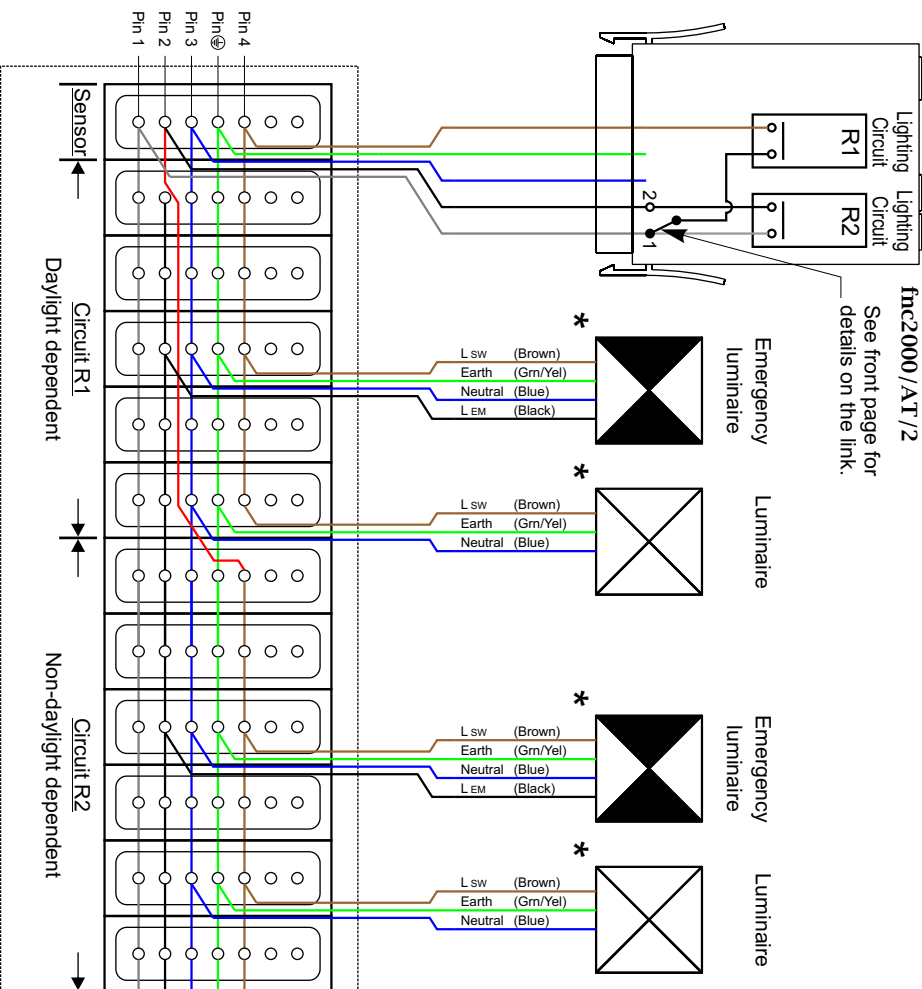 fnc2000/AT/2
Lighting
Circuit
R1
Lighting
Circuit
R2
2
1
See front page for
details on the link.
Pin 1
Pin 2
Pin 3
Pin
Pin 4
Sensor
Circuit R1
Daylight dependent
Circuit R2
Non-daylight dependent
*
Emergency
luminaire
L SW (Brown)
Earth (Grn/Yel)
Neutral (Blue)
L EM (Black)
*
Luminaire
L SW (Brown)
Earth (Grn/Yel)
Neutral (Blue)
*
Emergency
luminaire
L SW (Brown)
Earth (Grn/Yel)
Neutral (Blue)
L EM (Black)
*
Luminaire
L SW (Brown)
Earth (Grn/Yel)
Neutral (Blue)